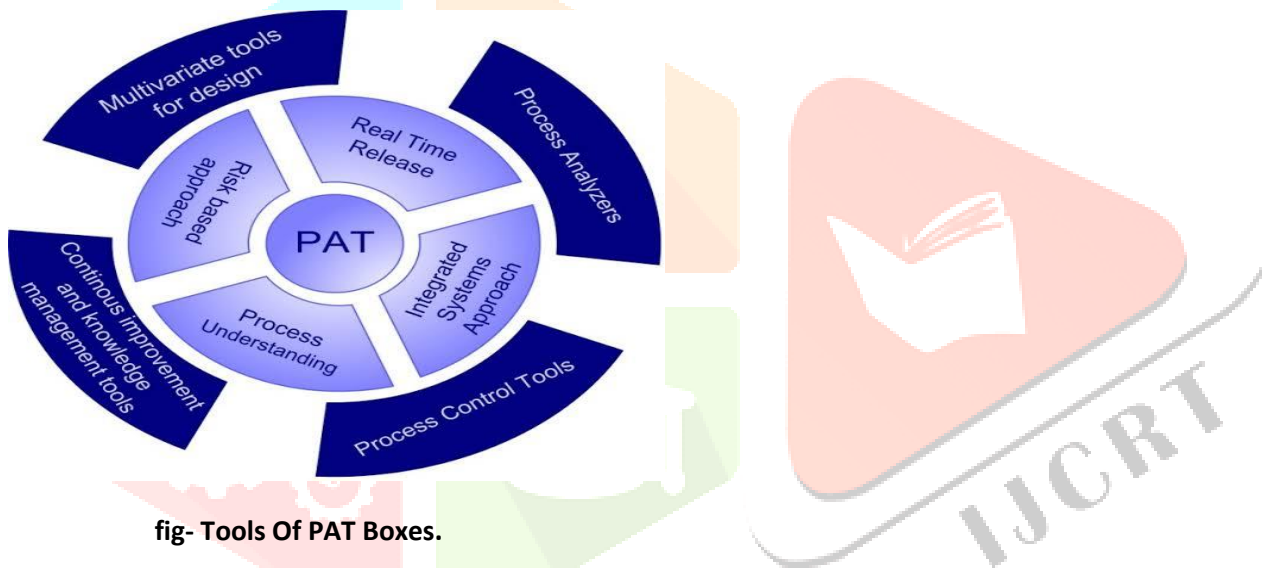 Multivariate tools
for design
Process Analyzers
Real Time
Release
Risk based
approach
PAT
Integrated
Systems
Approach
Process
Understanding
Continous improvement
and knowledge
management tools
Process Control Tools
fig- Tools Of PAT Boxes.
IJCRT